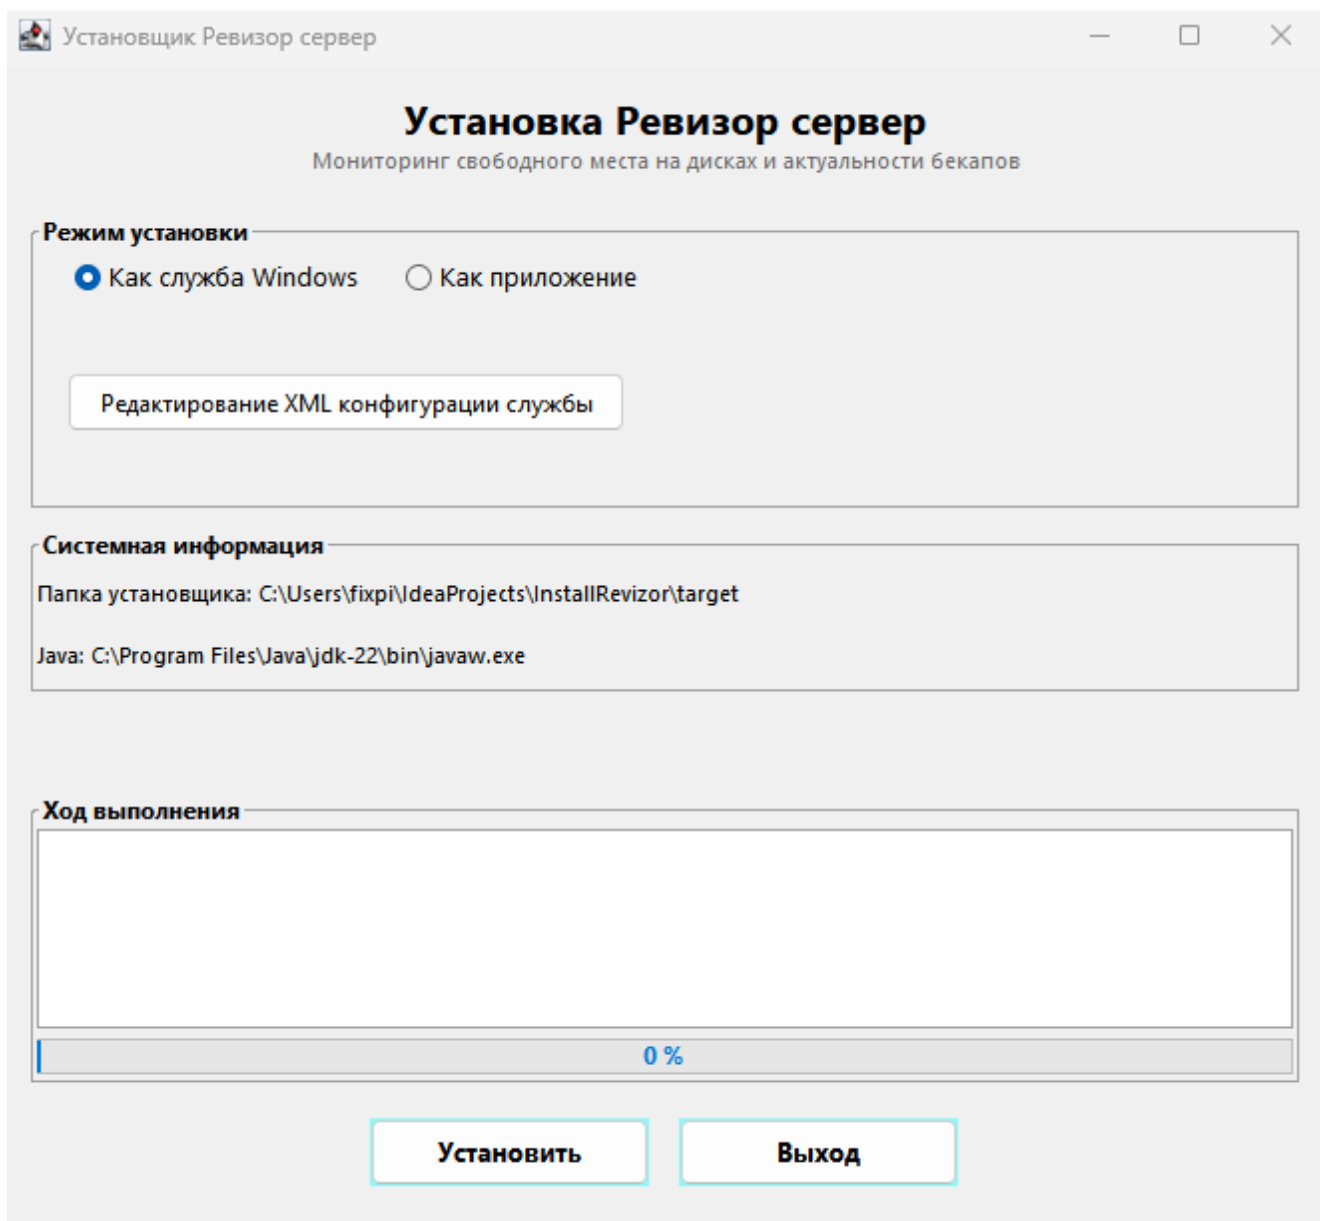 Установщик Ревизор сервер
Установка Ревизор сервер
Мониторинг свободного места на дисках и актуальности бекапов
Режим установки
Как служба Windows Как приложение
Редактирование XML конфигурации службы
Системная информация
Папка установщика: C:\Users\fixpi\IdeaProjects\InstallRevizor\target
Java: C:\Program Files\Java\jdk-22\bin\javaw.exe
Ход выполнения
0 %
Установить Выход